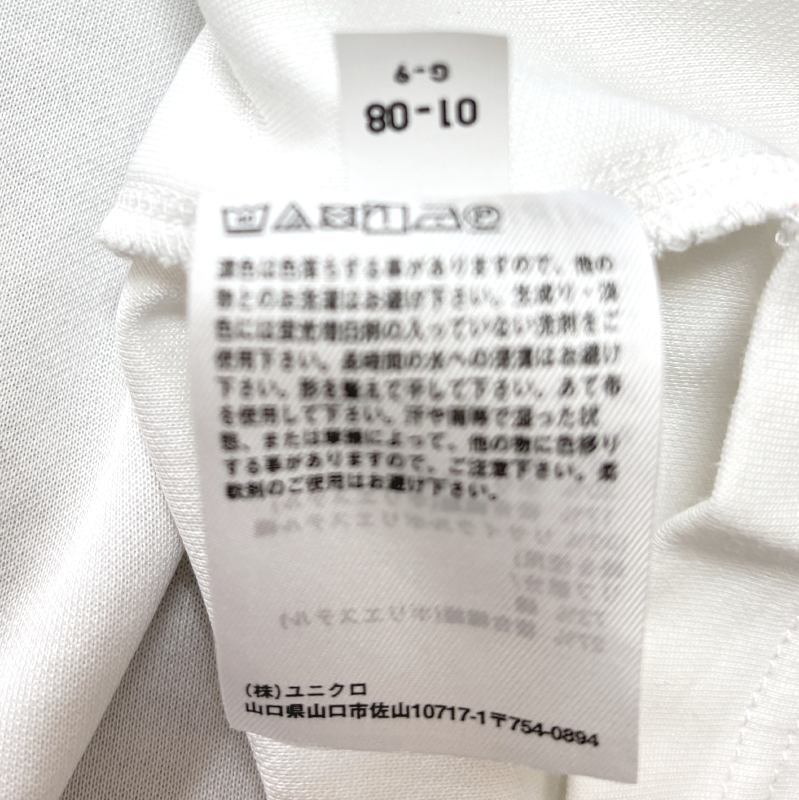 G-9
01-08
濃色は色落ちする事がありますので、他の
物とのお洗濯はお避け下さい。生成り・淡
色には蛍光増白剤の入っていない洗剤をご
使用下さい。長時間の水への浸漬はお避け
下さい。形を整えて干して下さい。あて布
を使用して下さい。汗や雨等で湿った状
態、または摩擦によって、他の物に色移り
する事がありますので、ご注意下さい。柔
軟剤のご使用はお避け下さい。
(株)ユニクロ
山口県山口市佐山10717-1〒754-0894